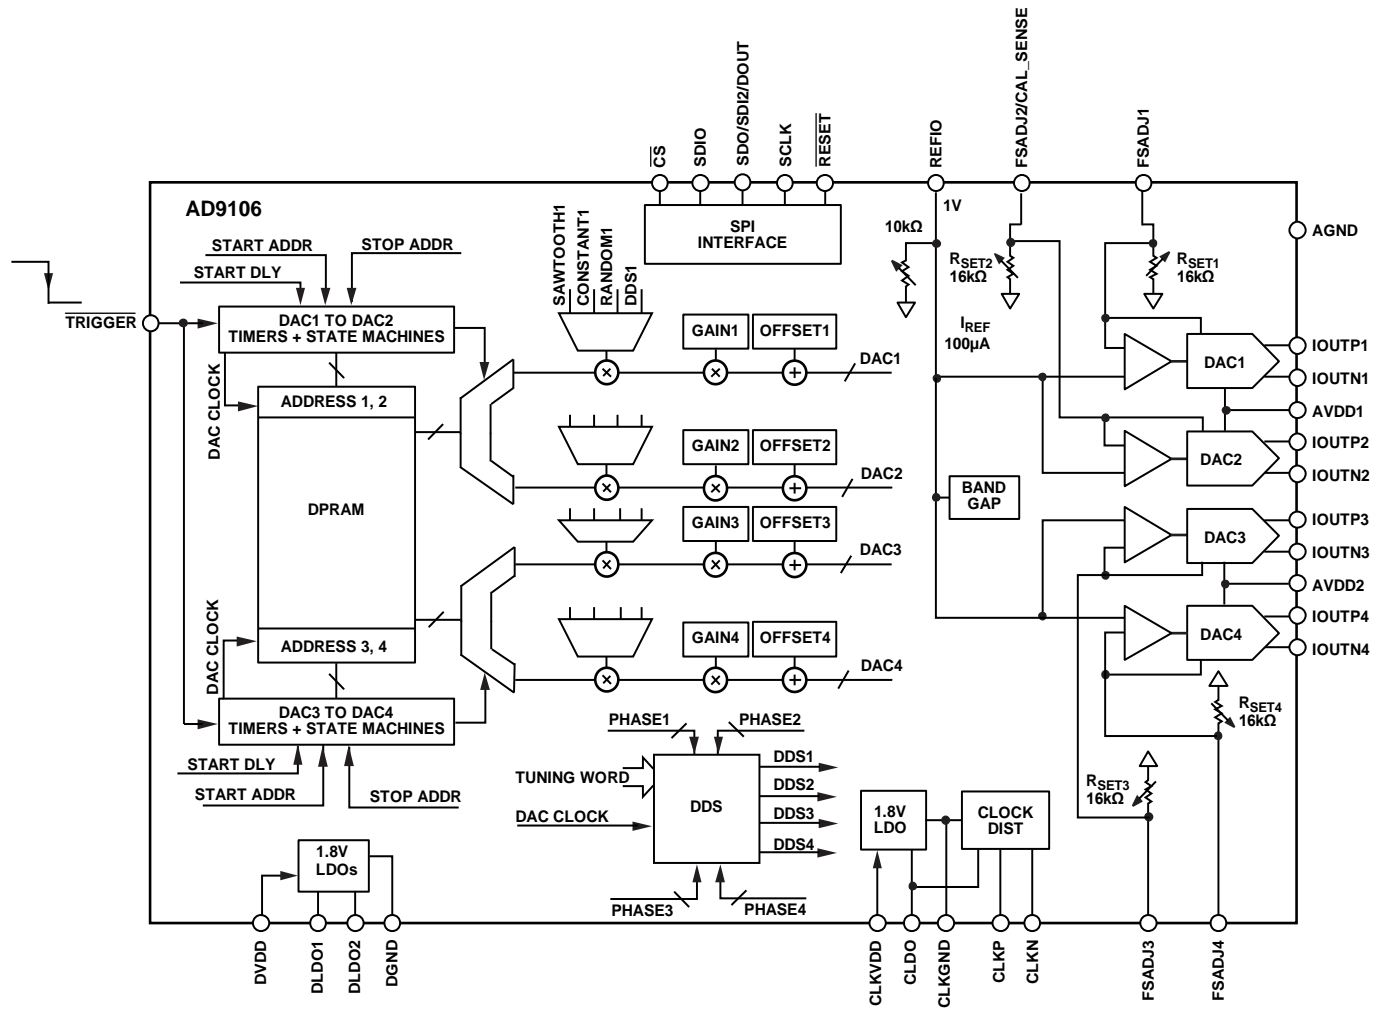 CS
SDIO
SDO/SDI2/DOUT
SCLK
RESET
REFIO
FSADJ2/CAL_SENSE
FSADJ1
AD9106
SPI
INTERFACE
1V
10kΩ
RSET2
16kΩ
RSET1
16kΩ
AGND
START ADDR
STOP ADDR
START DLY
SAWTOOTH1
CONSTANT1
RANDOM1
DDS1
TRIGGER
DAC1 TO DAC2
TIMERS + STATE MACHINES
GAIN1
OFFSET1
DAC1
IREF
100µA
DAC1
IOUTP1
IOUTN1
AVDD1
DAC CLOCK
ADDRESS 1, 2
GAIN2
OFFSET2
DAC2
DAC2
IOUTP2
IOUTN2
DPRAM
BAND
GAP
GAIN3
OFFSET3
DAC3
DAC3
IOUTP3
IOUTN3
AVDD2
DAC CLOCK
ADDRESS 3, 4
GAIN4
OFFSET4
DAC4
DAC4
IOUTP4
IOUTN4
DAC3 TO DAC4
TIMERS + STATE MACHINES
START DLY
START ADDR
STOP ADDR
PHASE1
PHASE2
TUNING WORD
DAC CLOCK
DDS
DDS1
DDS2
DDS3
DDS4
PHASE3
PHASE4
RSET4
16kΩ
RSET3
16kΩ
1.8V
LDO
CLOCK
DIST
1.8V
LDOs
DVDD
DLDO1
DLDO2
DGND
CLKVDD
CLDO
CLKGND
CLKP
CLKN
FSADJ3
FSADJ4